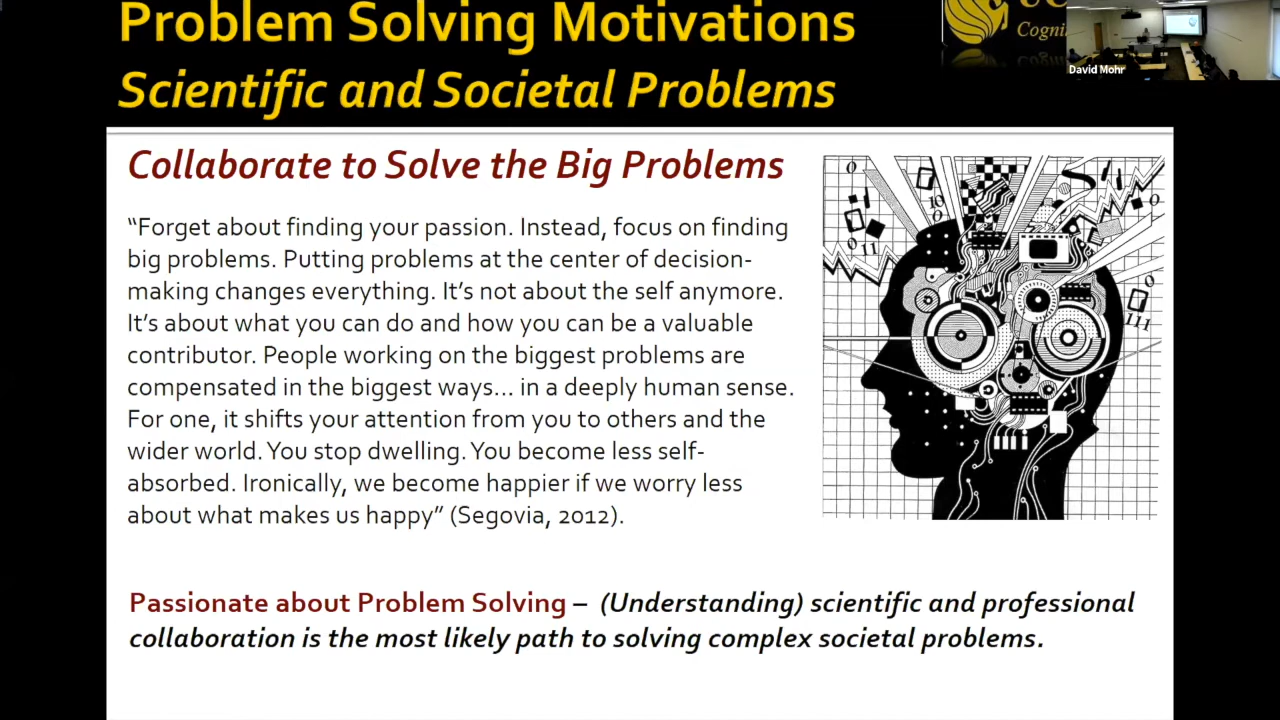 Problem Solving Motivations
Scientific and Societal Problems
David Mohr
Collaborate to Solve the Big Problems
“Forget about finding your passion. Instead, focus on finding
big problems. Putting problems at the center of decision-
making changes everything. It’s not about the self anymore.
It’s about what you can do and how you can be a valuable
contributor. People working on the biggest problems are
compensated in the biggest ways... in a deeply human sense.
For one, it shifts your attention from you to others and the
wider world. You stop dwelling. You become less self-
absorbed. Ironically, we become happier if we worry less
about what makes us happy” (Segovia, 2012).
Passionate about Problem Solving – (Understanding) scientific and professional
collaboration is the most likely path to solving complex societal problems.